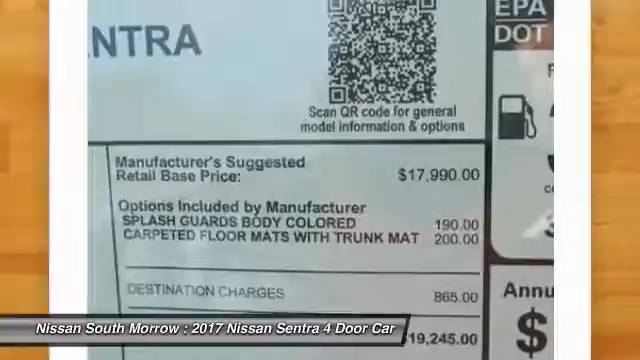 ENTRA
EPA
DOT
Scan QR code for general
model information & options
Manufacturer's Suggested
Retail Base Price: $17,990.00
Options Included by Manufacturer
SPLASH GUARDS BODY COLORED 190.00
CARPETED FLOOR MATS WITH TRUNK MAT 200.00
DESTINATION CHARGES 865.00
19,245.00
Annu
$
Nissan South Morrow : 2017 Nissan Sentra 4 Door Car